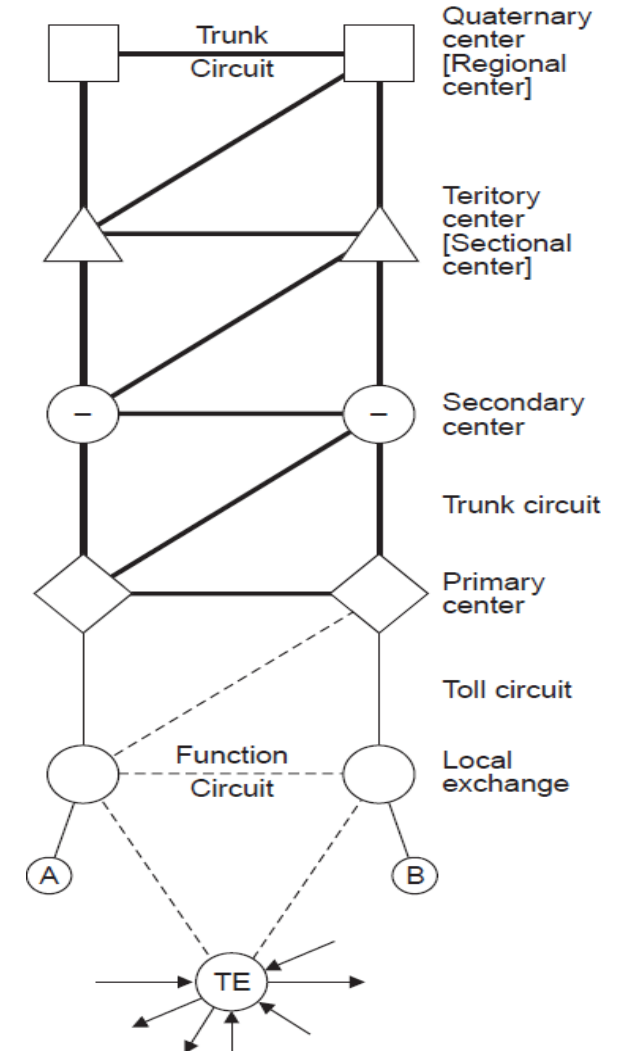 Quaternary
center
[Regional
center]
Trunk
Circuit
Teritory
center
[Sectional
center]
–
–
Secondary
center
Trunk circuit
Primary
center
Toll circuit
Function
Circuit
Local
exchange
A
B
TE